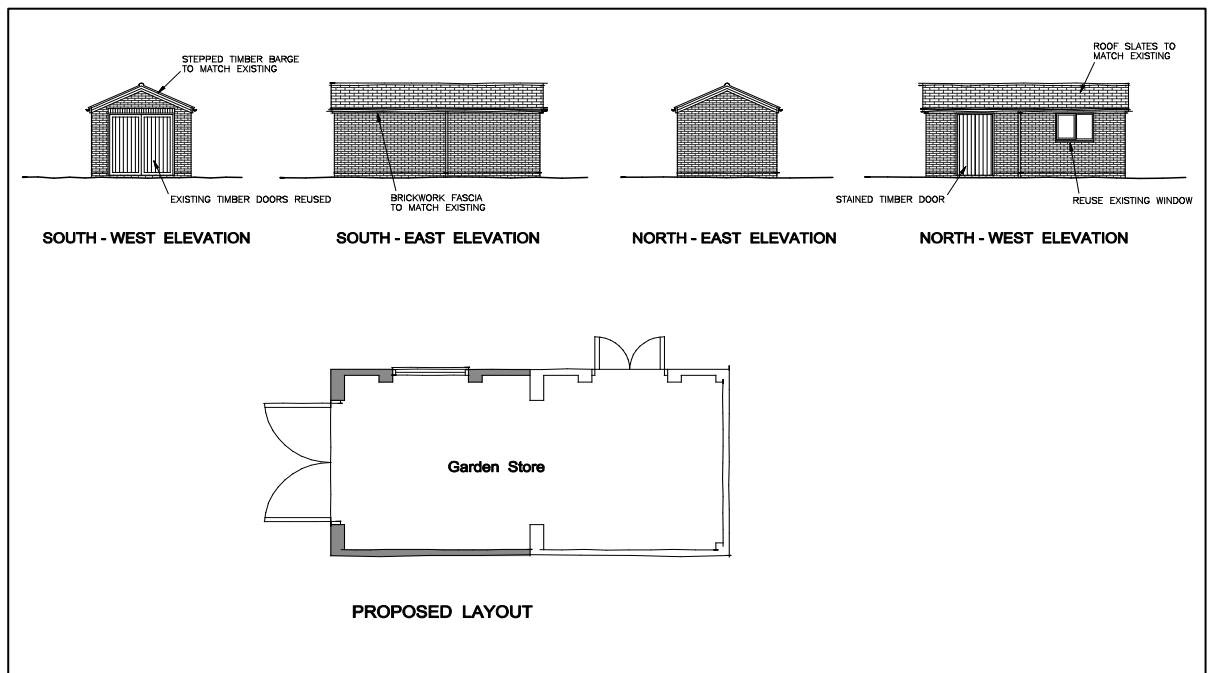 STEPPED TIMBER BARGE
TO MATCH EXISTING
EXISTING TIMBER DOORS REUSED
SOUTH - WEST ELEVATION
BRICKWORK FASCIA
TO MATCH EXISTING
SOUTH - EAST ELEVATION
NORTH - EAST ELEVATION
ROOF SLATES TO
MATCH EXISTING
STAINED TIMBER DOOR
REUSE EXISTING WINDOW
NORTH - WEST ELEVATION
Garden Store
PROPOSED LAYOUT